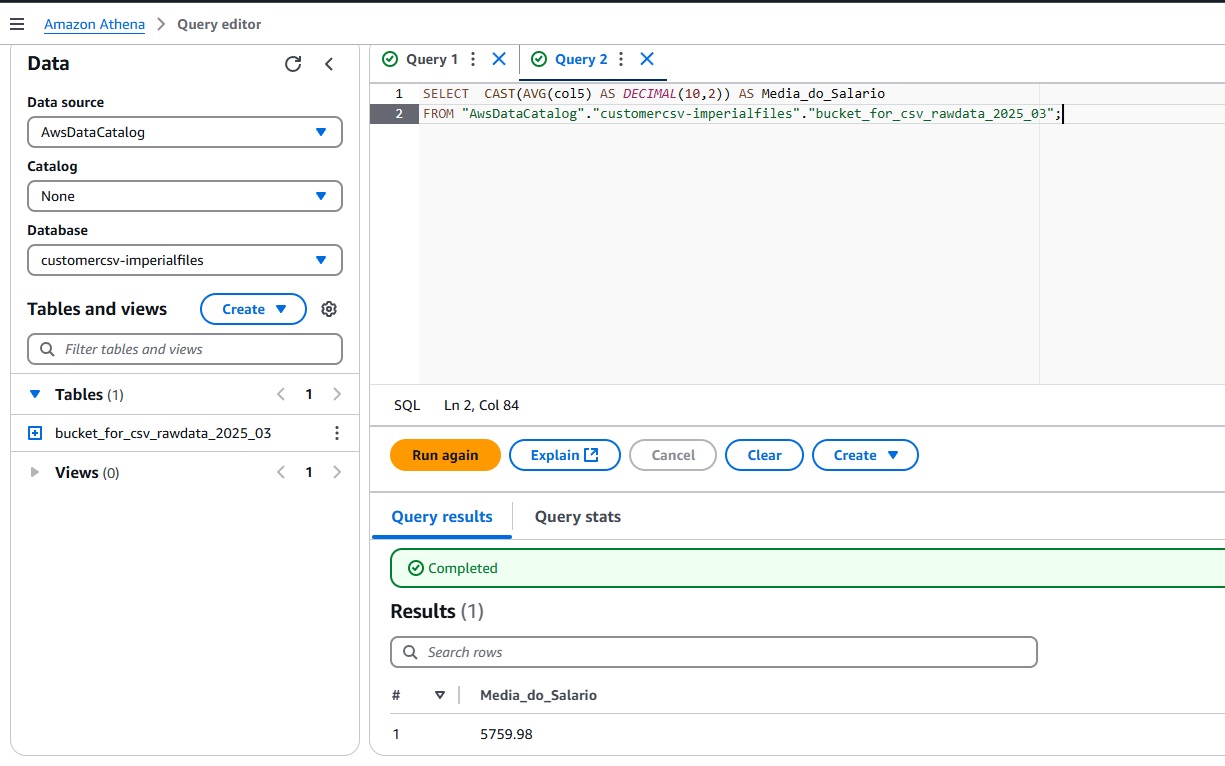 Amazon Athena > Query editor
Data
Data source
AwsDataCatalog
Catalog
None
Database
customercsv-imperialfiles
Tables and views
Create
Filter tables and views
Tables (1)
1
bucket_for_csv_rawdata_2025_03
Views (0)
1
Query 1
Query 2
1 SELECT  CAST(AVG(col5) AS DECIMAL(10,2)) AS Media_do_Salario
2 FROM "AwsDataCatalog"."customercsv-imperialfiles"."bucket_for_csv_rawdata_2025_03";
SQL Ln 2, Col 84
Run again
Explain
Cancel
Clear
Create
Query results
Query stats
Completed
Results (1)
Search rows
# Media_do_Salario
1 5759.98